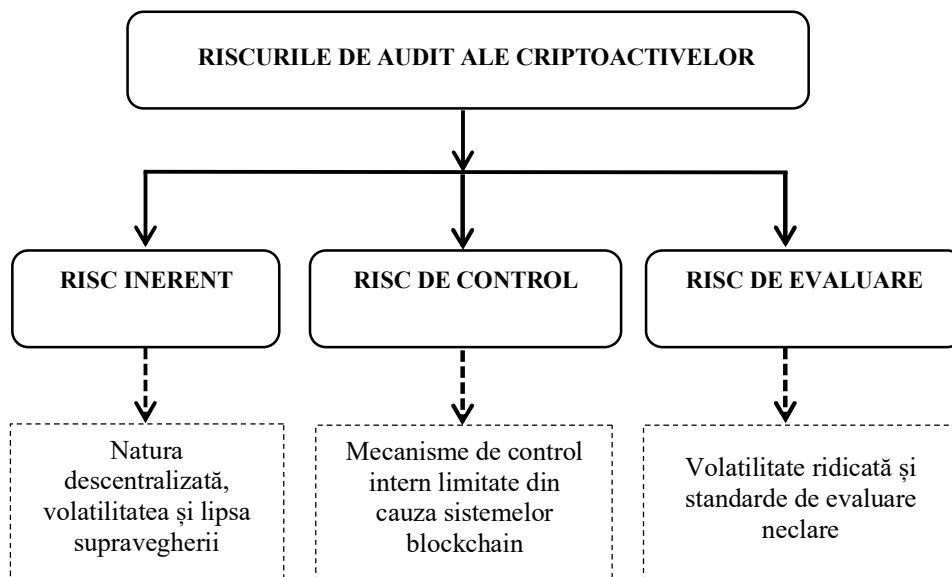 RISCURILE DE AUDIT ALE CRIPTOACTIVELOR
RISC INERENT
RISC DE CONTROL
RISC DE EVALUARE
Natura
descentralizată,
volatilitatea și lipsa
supravegherii
Mecanisme de control
intern limitate din
cauza sistemelor
blockchain
Volatilitate ridicată și
standarde de evaluare
neclare